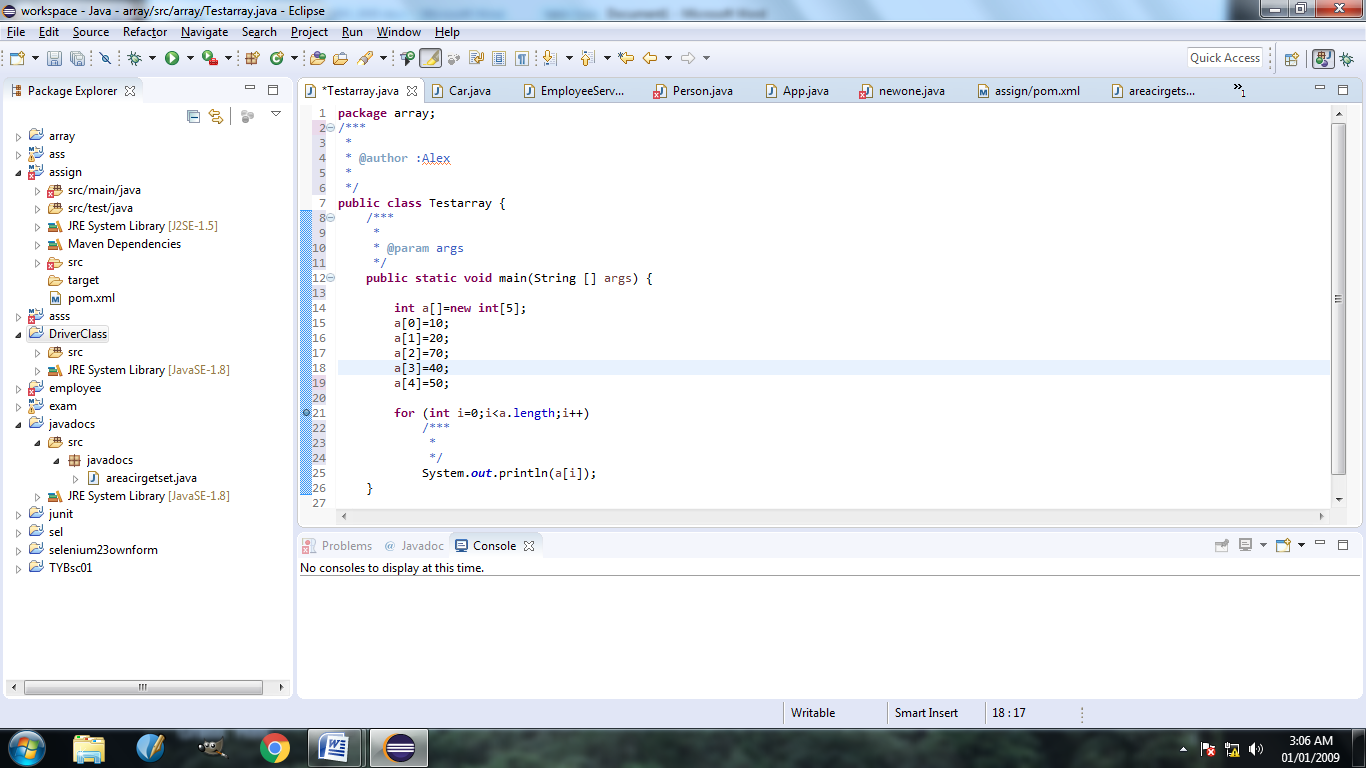 workspace - Java - array/src/array/Testarray.java - Eclipse
File Edit Source Refactor Navigate Search Project Run Window Help
Quick Access
Package Explorer
array
ass
assign
src/main/java
src/test/java
JRE System Library [J2SE-1.5]
Maven Dependencies
src
target
pom.xml
asss
DriverClass
src
JRE System Library [JavaSE-1.8]
employee
exam
javadocs
src
javadocs
areacirgetset.java
JRE System Library [JavaSE-1.8]
junit
sel
selenium23ownform
TYBsc01
*Testarray.java Car.java EmployeeServ... Person.java App.java newone.java assign/pom.xml areacirgets... »1
1 package array;
2 /***
3 *
4 * @author :Alex
5 *
6 */
7 public class Testarray {
8 /***
9 *
10 * @param args
11 */
12 public static void main(String [] args) {
13
14 int a[]=new int[5];
15 a[0]=10;
16 a[1]=20;
17 a[2]=70;
18 a[3]=40;
19 a[4]=50;
20
21 for (int i=0;i<a.length;i++)
22 /***
23 *
24 */
25 System.out.println(a[i]);
26 }
27
Problems @ Javadoc Console
No consoles to display at this time.
Writable Smart Insert 18 : 17
3:06 AM
01/01/2009